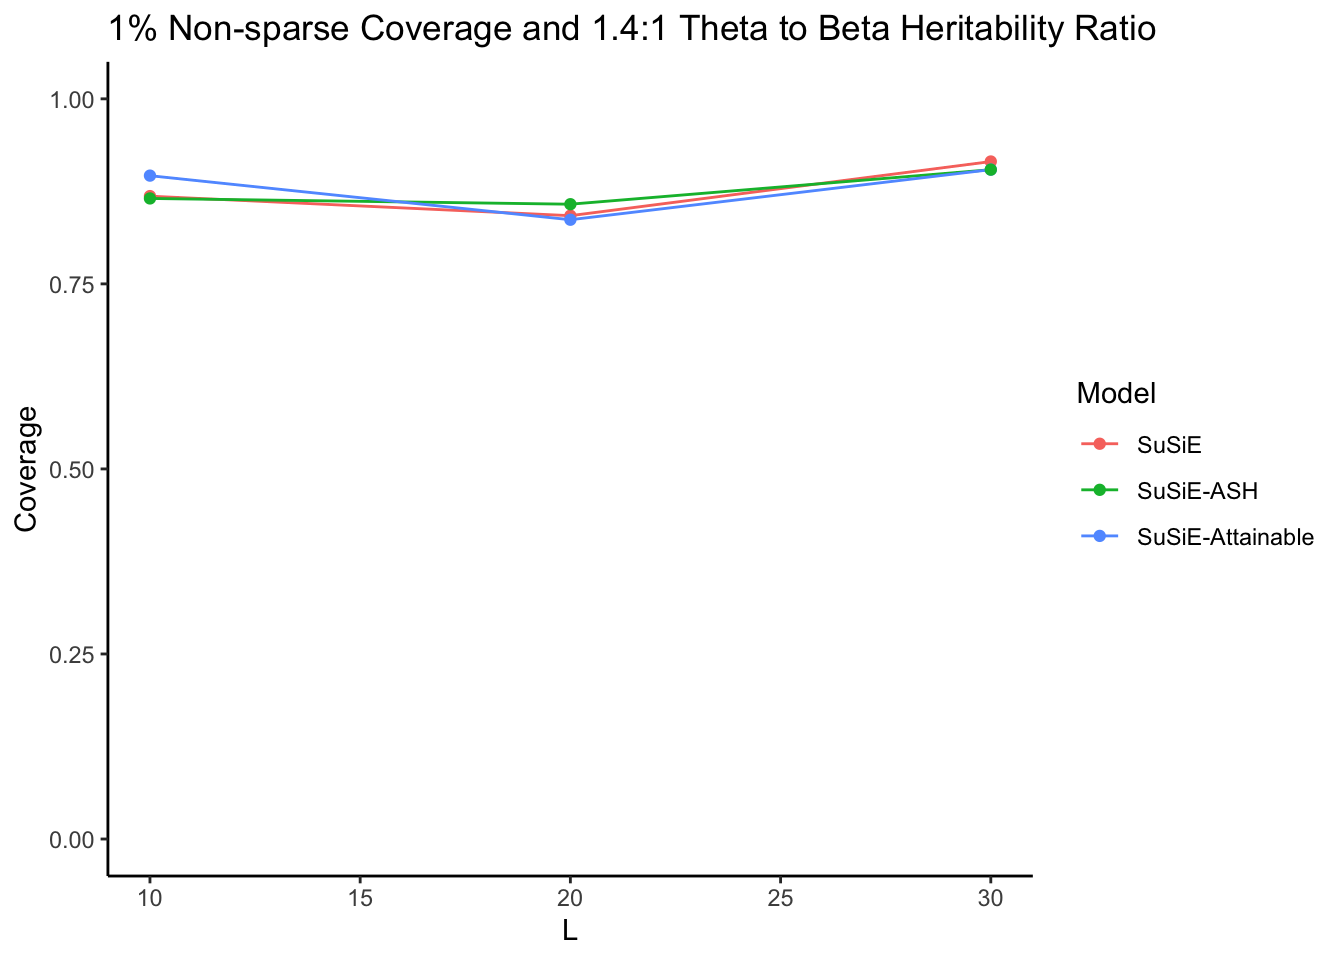 1% Non-sparse Coverage and 1.4:1 Theta to Beta Heritability Ratio
1.00
0.75
0.50
0.25
0.00
Coverage
10 15 20 25 30
L
Model
SuSiE
SuSiE-ASH
SuSiE-Attainable